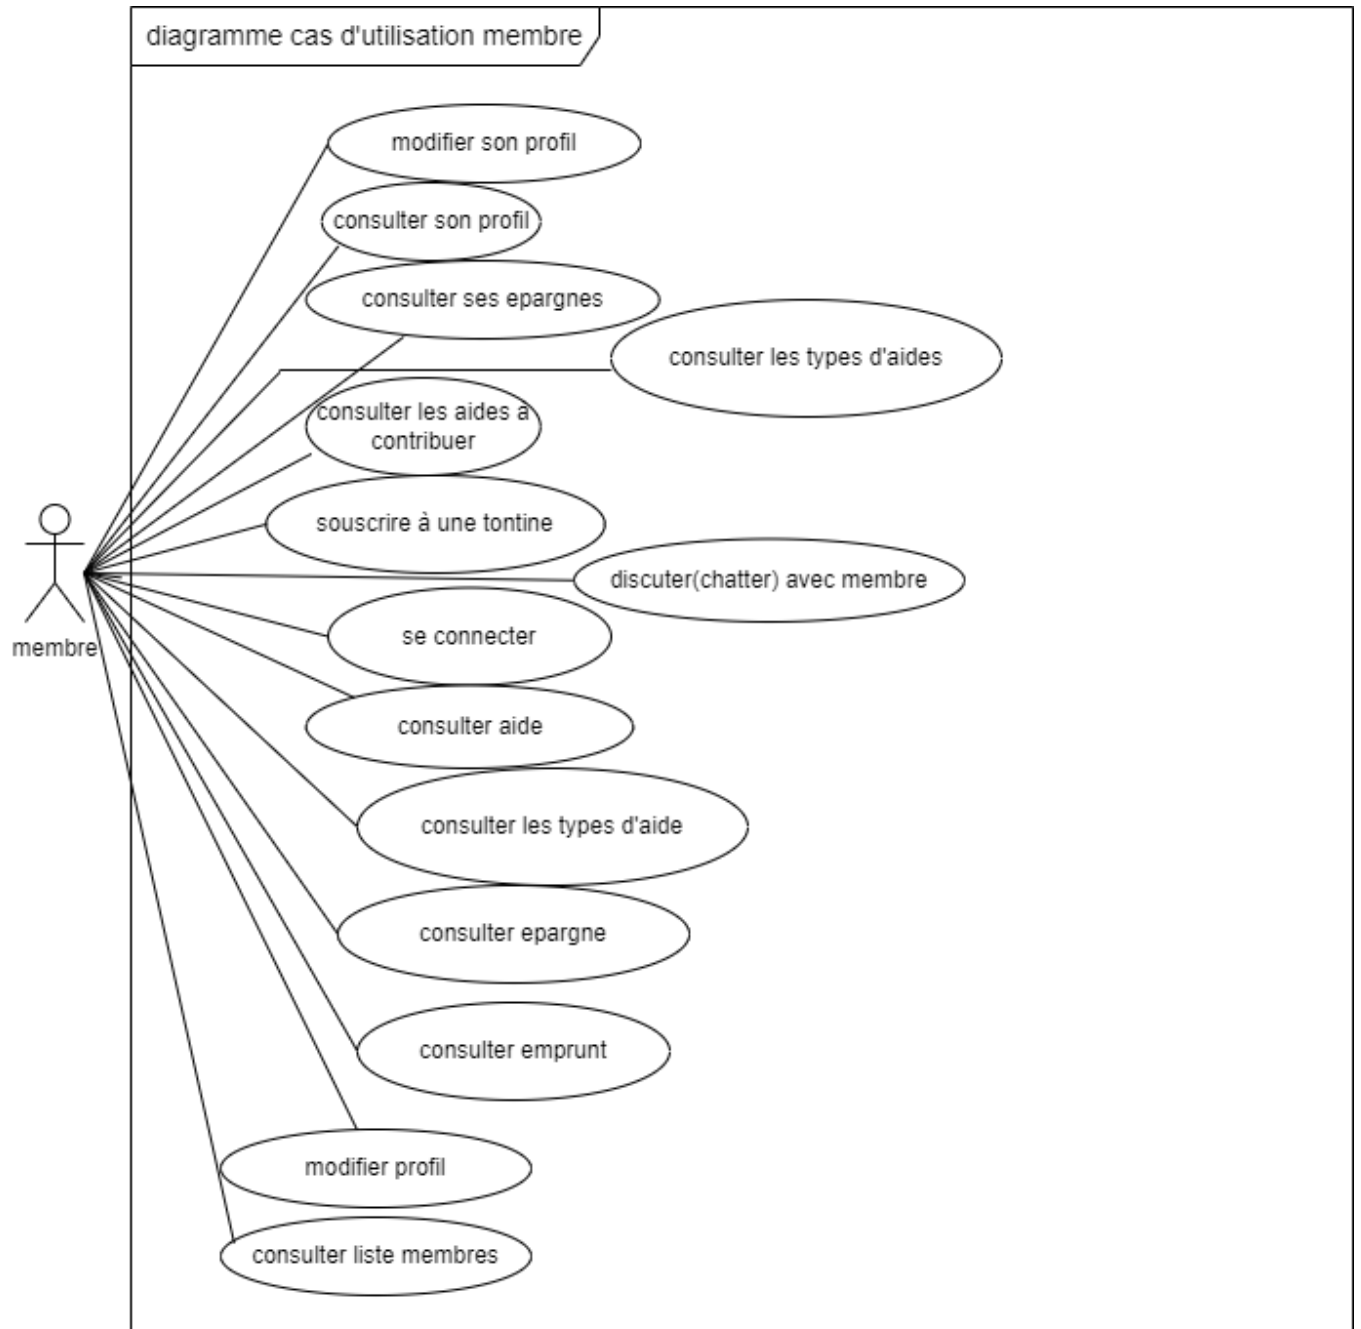 diagramme cas d'utilisation membre
modifier son profil
consulter son profil
consulter ses epargnes
consulter les types d'aides
consulter les aides a
contribuer
souscrire à une tontine
discuter(chatter) avec membre
se connecter
membre
consulter aide
consulter les types d'aide
consulter epargne
consulter emprunt
modifier profil
consulter liste membres